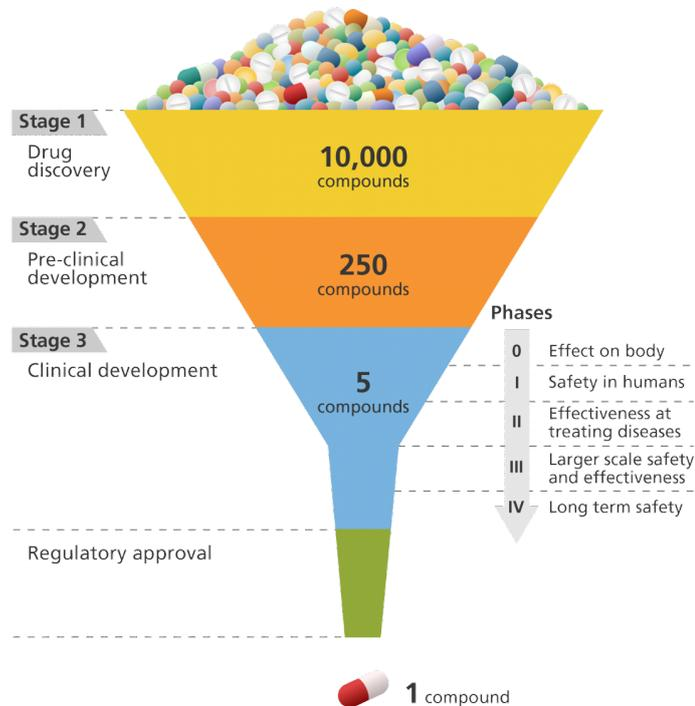 Stage 1
Drug
discovery
10,000
compounds
Stage 2
Pre-clinical
development
250
compounds
Stage 3
Clinical development
5
compounds
Phases
0 Effect on body
I Safety in humans
II Effectiveness at
treating diseases
III Larger scale safety
and effectiveness
IV Long term safety
Regulatory approval
1 compound